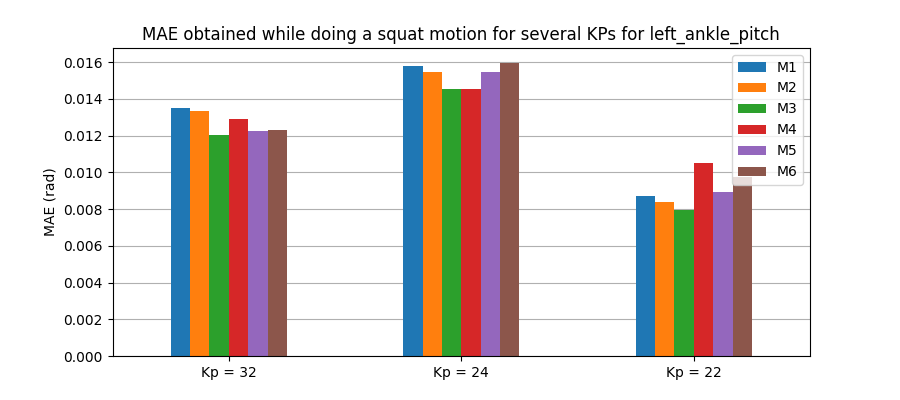 MAE obtained while doing a squat motion for several KPs for left_ankle_pitch
MAE (rad)
0.016
0.014
0.012
0.010
0.008
0.006
0.004
0.002
0.000
Kp = 32
Kp = 24
Kp = 22
M1
M2
M3
M4
M5
M6